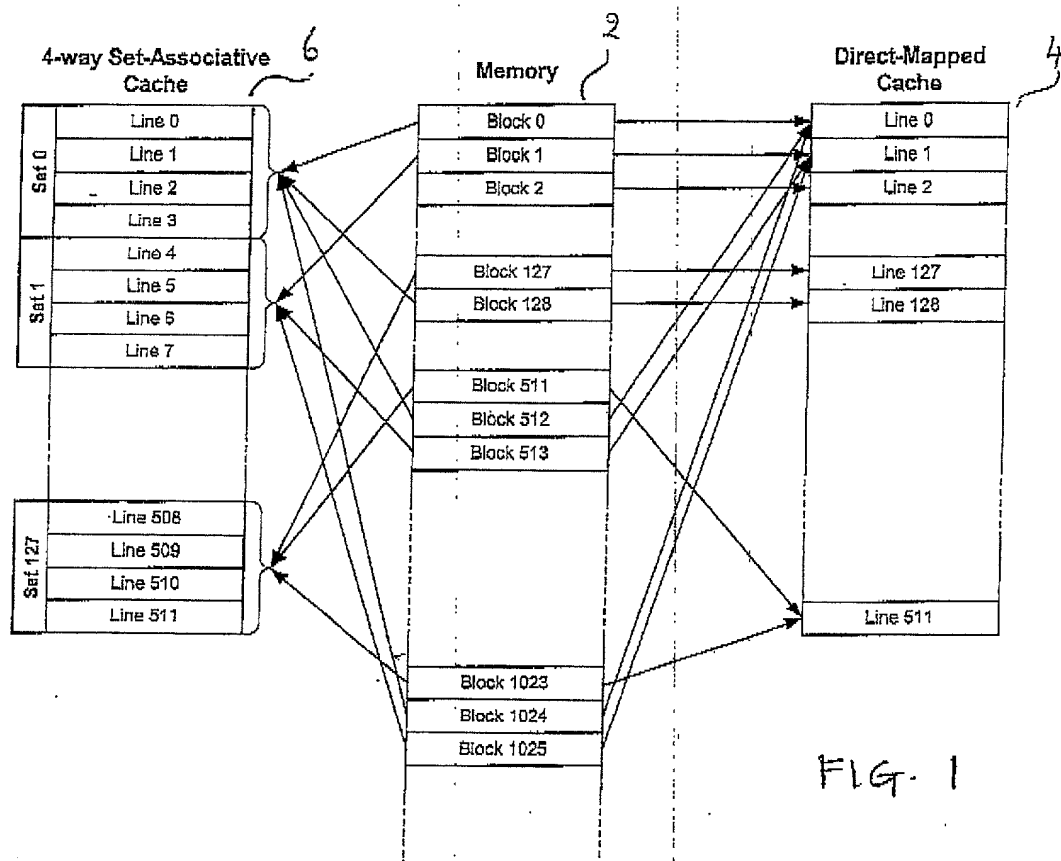 4-way Set-Associative
Cache
6
Set 0
Line 0
Line 1
Line 2
Line 3
Set 1
Line 4
Line 5
Line 6
Line 7
Set 127
Line 508
Line 509
Line 510
Line 511
Memory
2
Block 0
Block 1
Block 2
Block 127
Block 128
Block 511
Block 512
Block 513
Block 1023
Block 1024
Block 1025
Direct-Mapped
Cache
4
Line 0
Line 1
Line 2
Line 127
Line 128
Line 511
FIG. 1